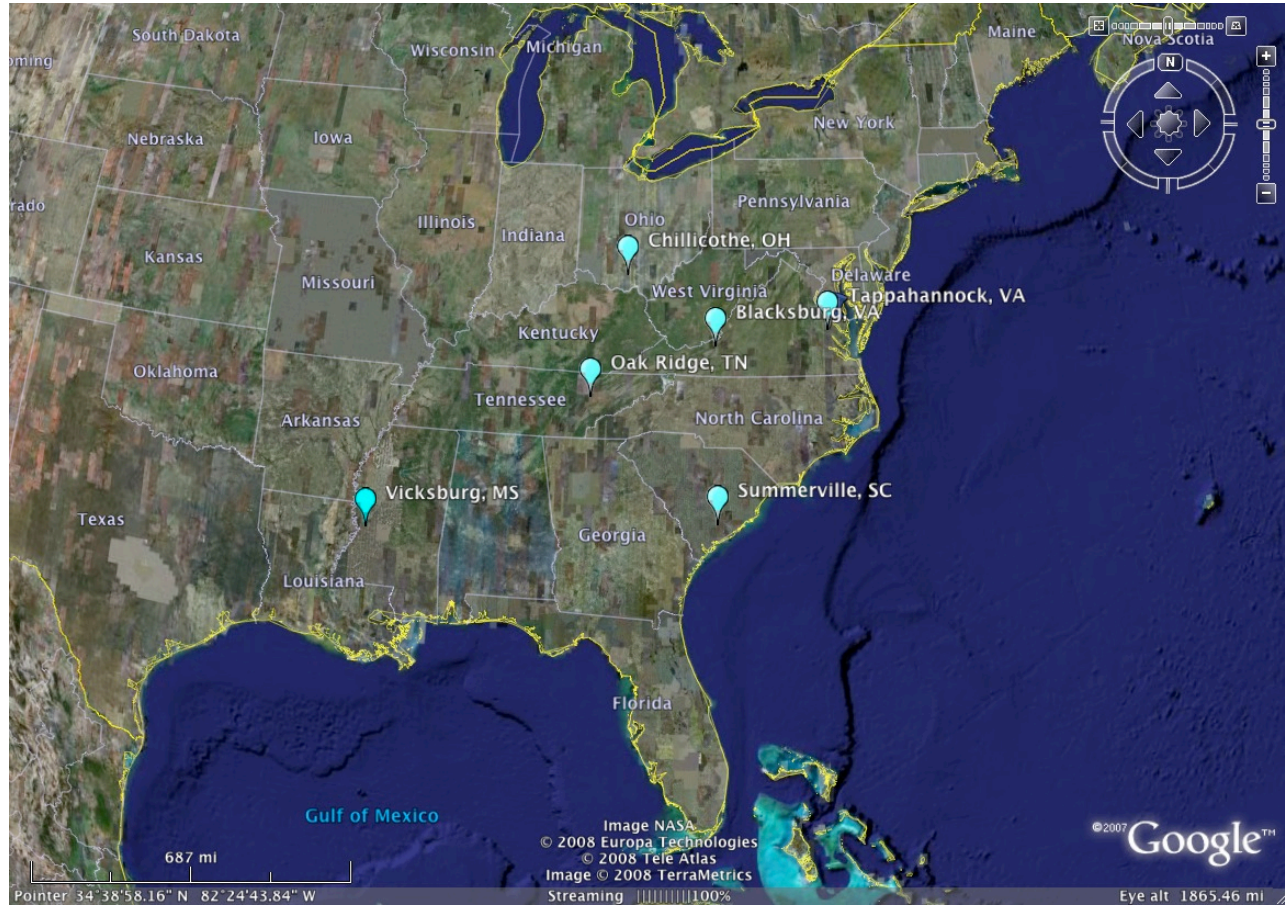 South Dakota
Wisconsin
Michigan
Maine
Nova Scotia
N
oming
Nebraska
Iowa
New York
rado
Illinois
Indiana
Ohio
Pennsylvania
Kansas
Missouri
Chillicothe, OH
West Virginia
Delaware
Tappahannock, VA
Blacksburg, VA
Kentucky
Oak Ridge, TN
Oklahoma
Tennessee
Arkansas
North Carolina
Vicksburg, MS
Summerville, SC
Texas
Georgia
Louisiana
Florida
Gulf of Mexico
Image NASA
© 2008 Europa Technologies
© 2008 Tele Atlas
Image © 2008 TerraMetrics
©2007 Google™
687 mi
Pointer 34°38'58.16" N 82°24'43.84" W
Streaming ||||||||||100%
Eye alt 1865.46 mi